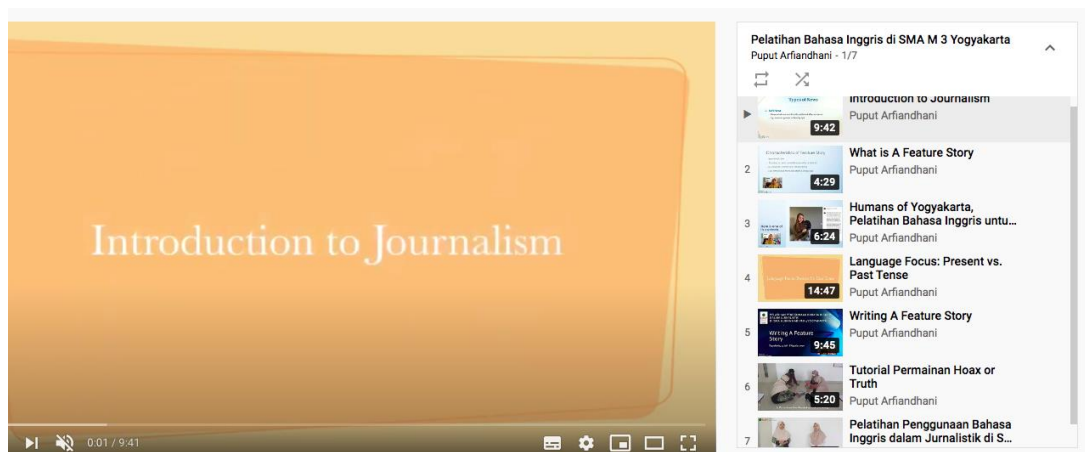 Introduction to Journalism
0:01 / 9:41
Pelatihan Bahasa Inggris di SMA M 3 Yogyakarta
Puput Arfiandhani - 1/7
Introduction to Journalism
Puput Arfiandhani
9:42
2
What is A Feature Story
Puput Arfiandhani
4:29
3
Humans of Yogyakarta,
Pelatihan Bahasa Inggris untu...
Puput Arfiandhani
6:24
4
Language Focus: Present vs.
Past Tense
Puput Arfiandhani
14:47
5
Writing A Feature
Story
Writing A Feature Story
Puput Arfiandhani
9:45
6
Tutorial Permainan Hoax or
Truth
Puput Arfiandhani
5:20
7
Pelatihan Penggunaan Bahasa
Inggris dalam Jurnalistik di S...